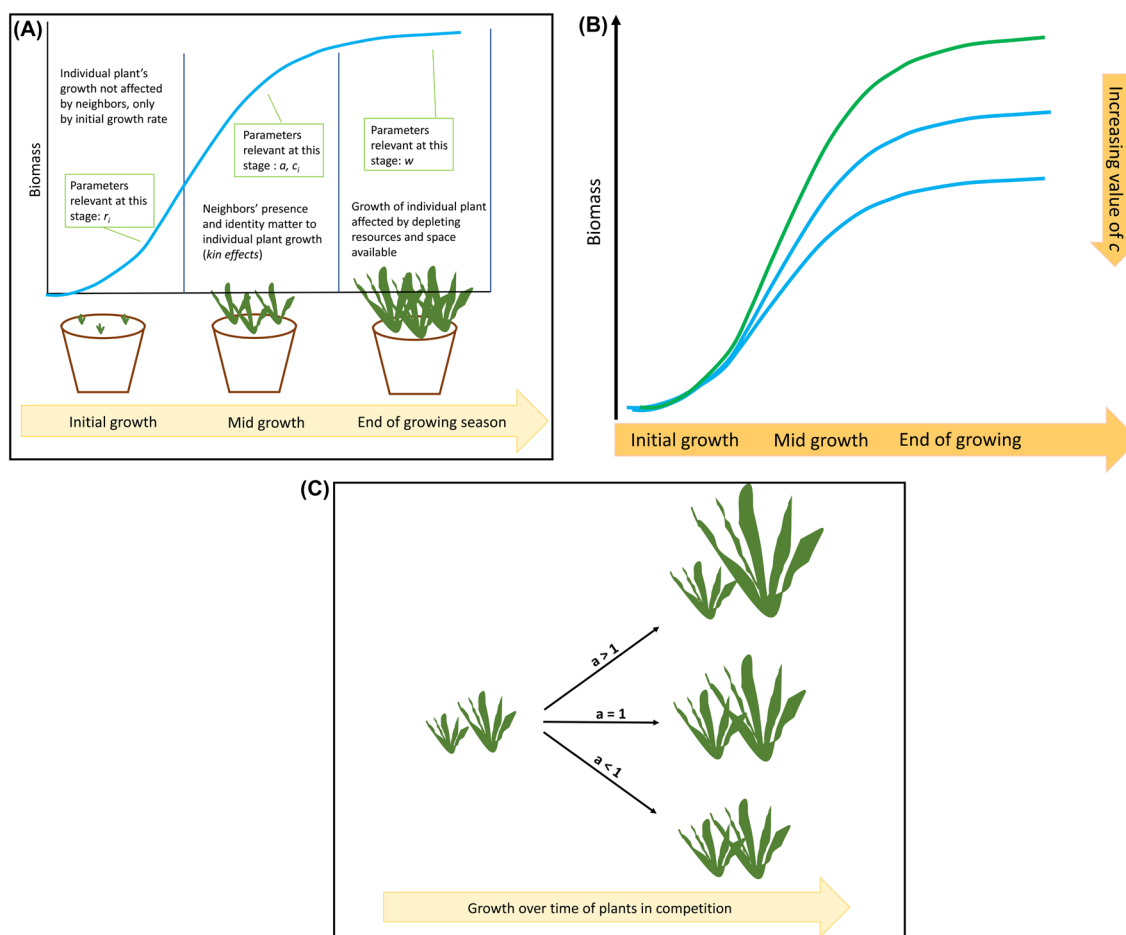 (A)
Biomass
Individual plant's
growth not affected
by neighbors, only
by initial growth rate
Parameters
relevant at this
stage: ri
Parameters
relevant at this
stage : a, ci
Neighbors' presence
and identity matter to
individual plant growth
(kin effects)
Parameters
relevant at this
stage: w
Growth of individual plant
affected by depleting
resources and space
available
Initial growth
Mid growth
End of growing season
(B)
Biomass
Increasing value of c
Initial growth
Mid growth
End of growing
(C)
a > 1
a = 1
a < 1
Growth over time of plants in competition